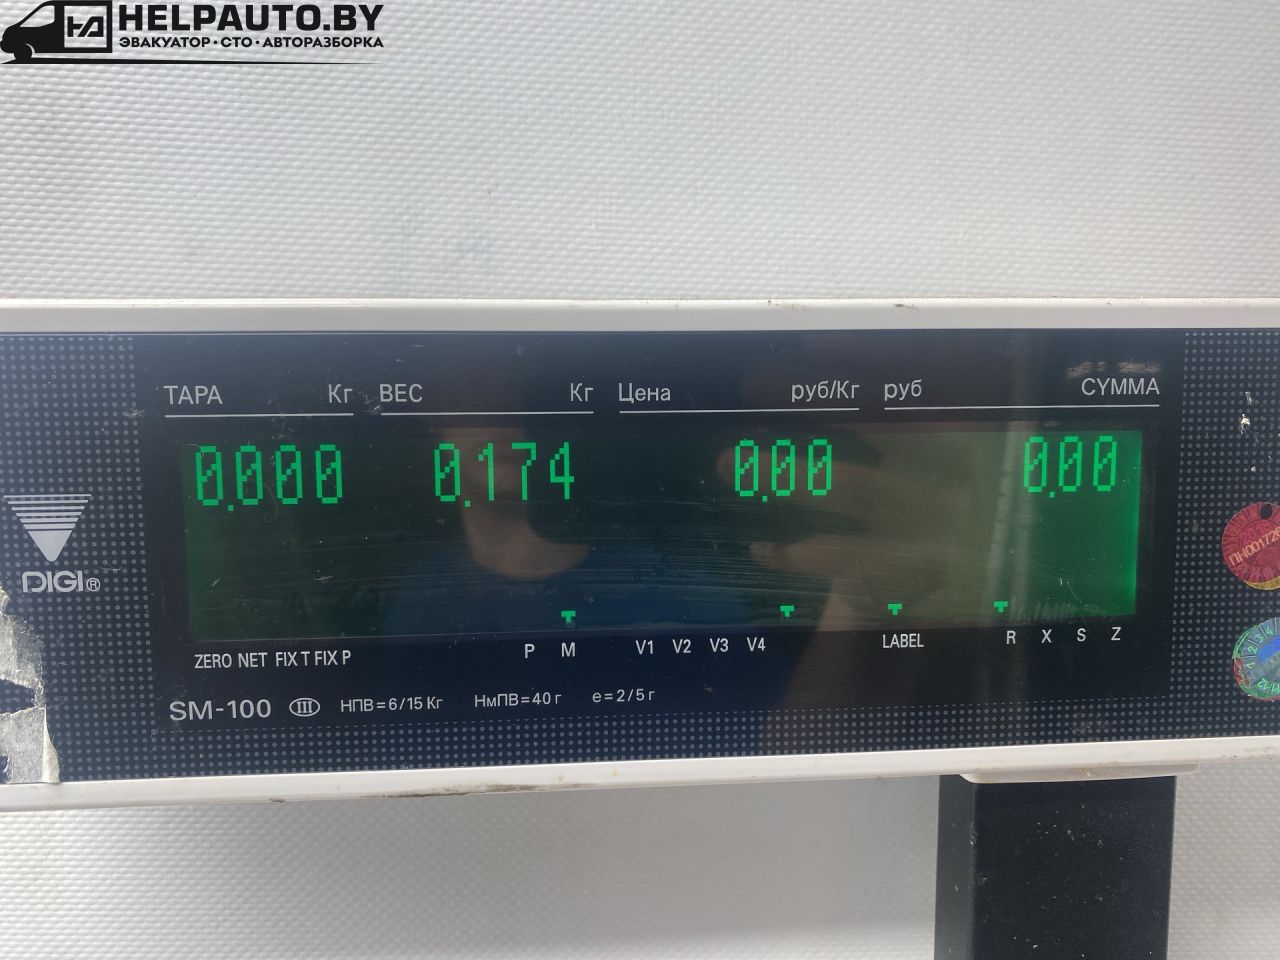 HELPAUTO.BY
ЭВАКУАТОР·СТО·АВТОРАЗБОРКА
ТАРА Кг ВЕС Кг Цена руб/Кг руб СУММА
0.000 0.174 0.00 0.00
ZERO NET FIX T FIX P P M V1 V2 V3 V4 LABEL R X S Z
DIGI®
SM-100 III НПВ=6/15 Кг НмПВ=40 г e=2/5 г